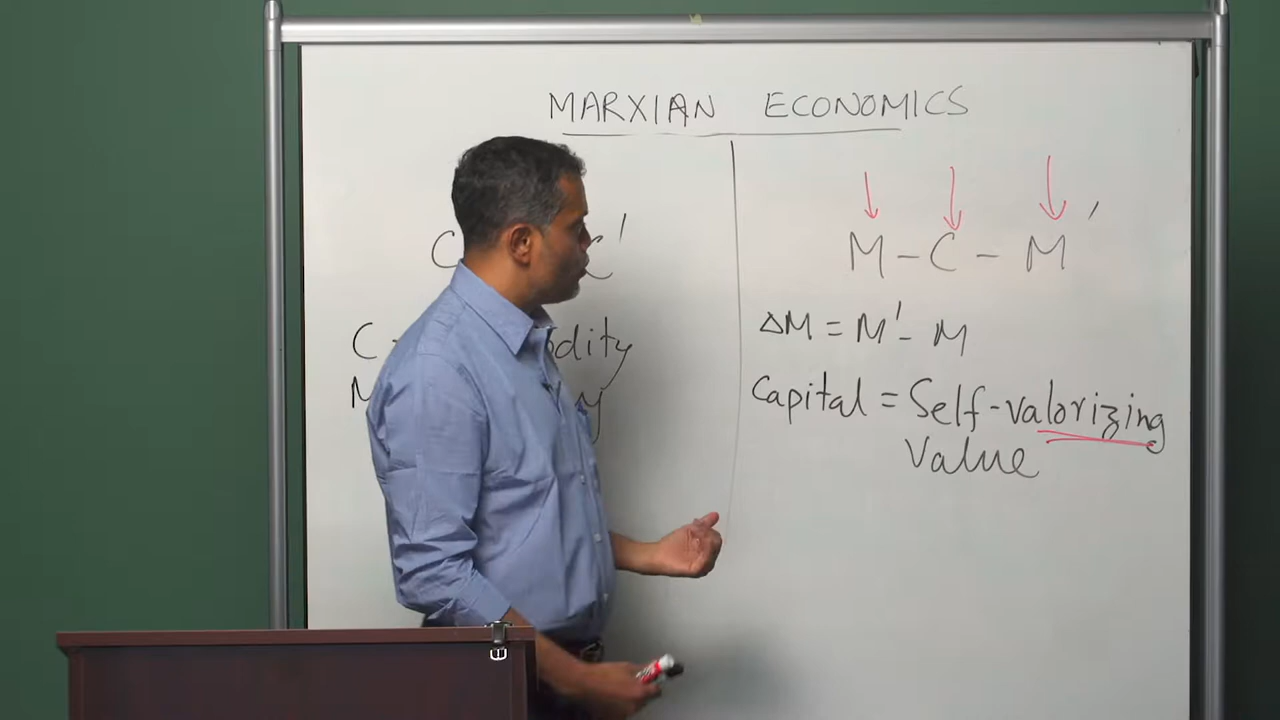 MARXIAN ECONOMICS
C C'
C -
M
M - C - M'
ΔM = M' - M
Capital = Self-valorizing
Value